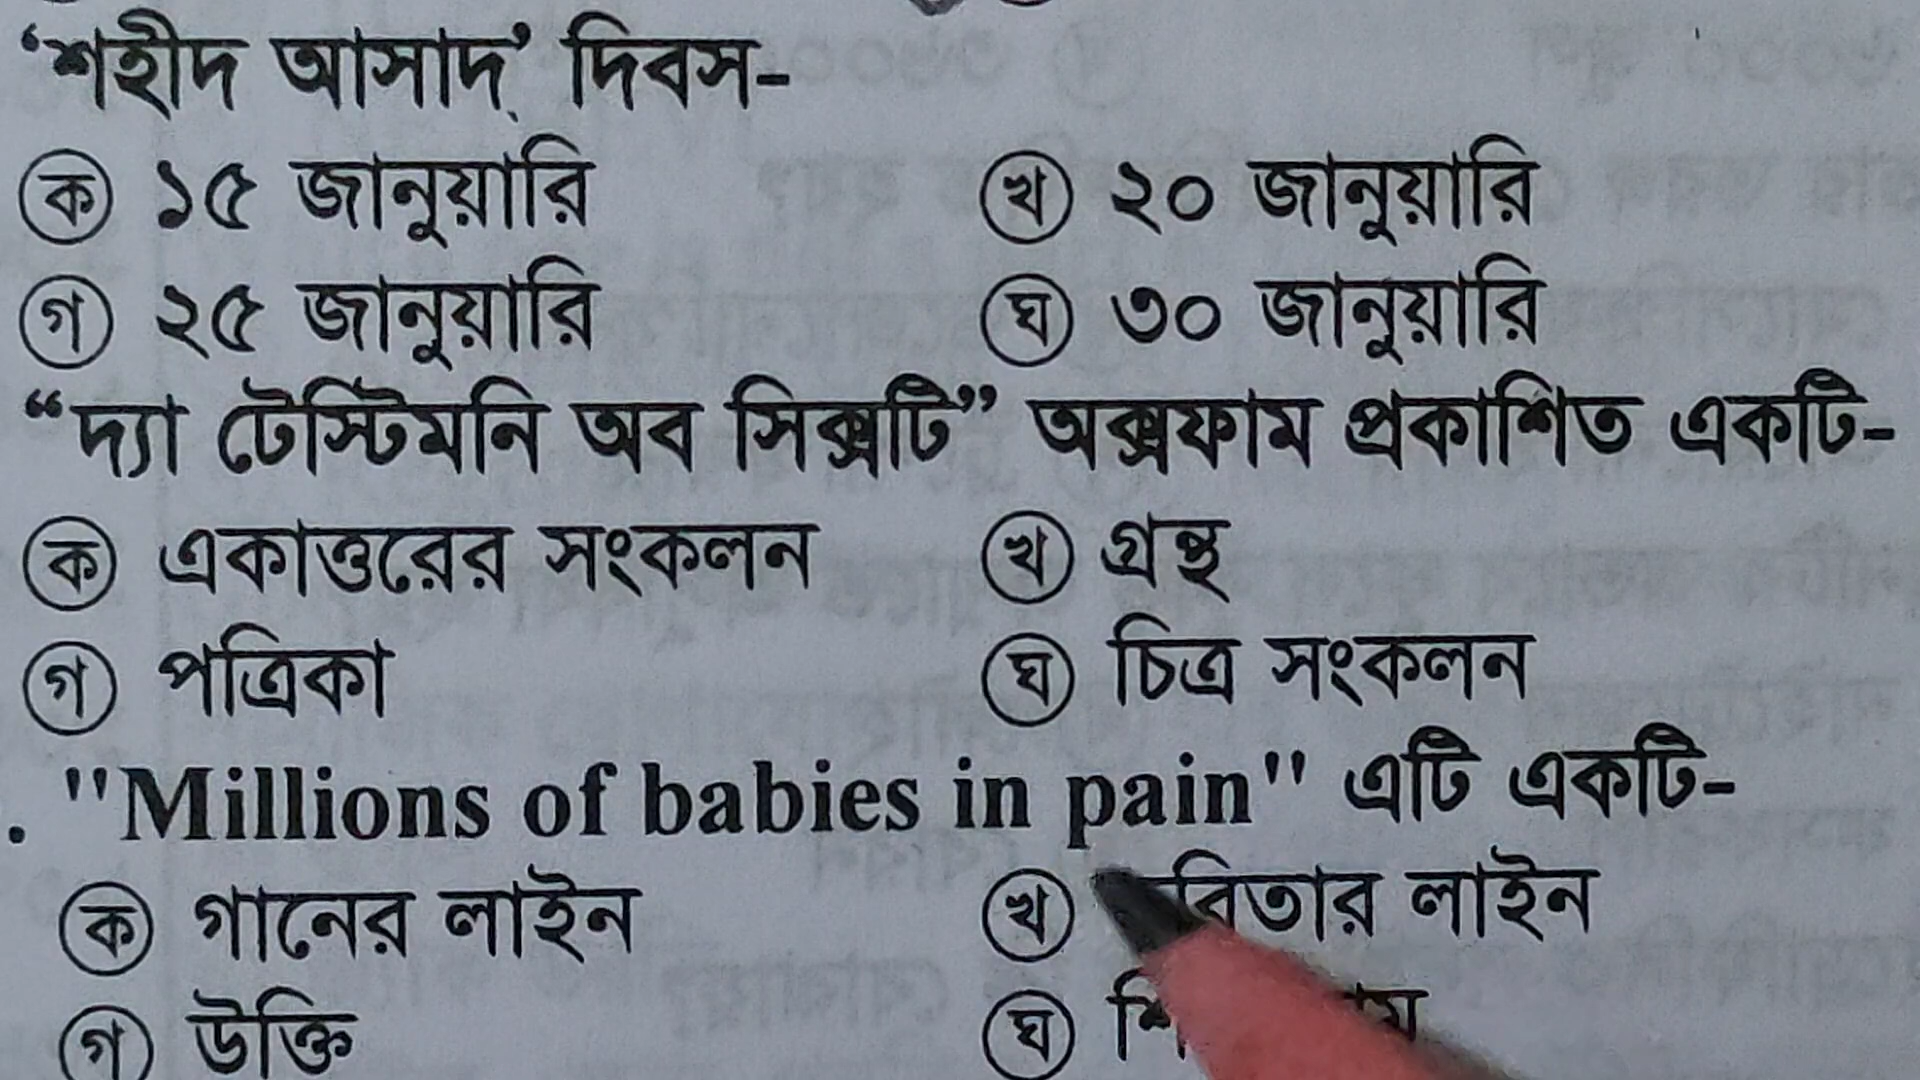 ‘শহীদ আসাদ’ দিবস-
ক ১৫ জানুয়ারি খ ২০ জানুয়ারি
গ ২৫ জানুয়ারি ঘ ৩০ জানুয়ারি
“দ্যা টেস্টিমনি অব সিক্সটি” অক্সফাম প্রকাশিত একটি-
ক একাত্তরের সংকলন খ গ্রন্থ
গ পত্রিকা ঘ চিত্র সংকলন
. "Millions of babies in pain" এটি একটি-
ক গানের লাইন খ লাইন
গ উক্তি ঘ